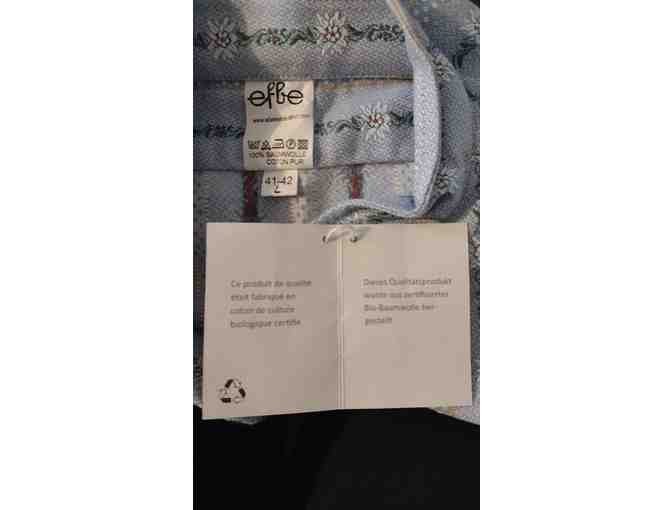 efbe
100% BAUMWOLLE
COTON PUR
41-42
L
Ce produit de qualité
était fabriqué en
coton de culture
biologique certifie
Dieses Qualitätsprodukt
wurde aus zertifizierter
Bio-Baumwolle her-
gestellt